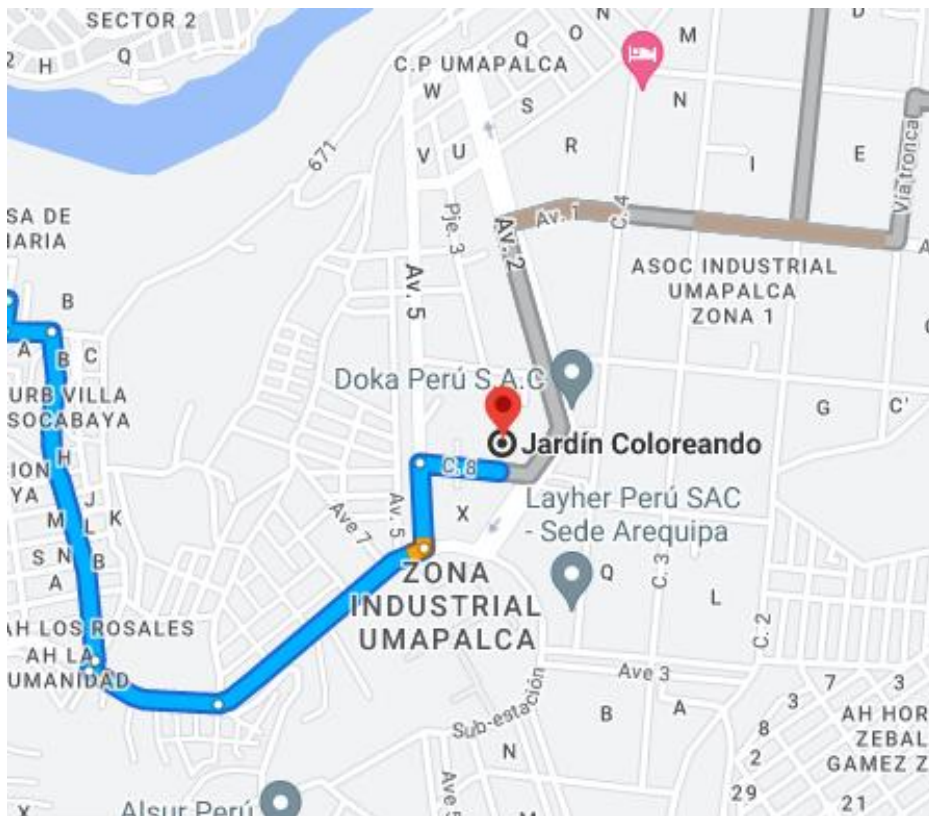 SECTOR 2
N
O
M
D
Q
Q
H
C.P UMAPALCA
W
S
N
671
V
U
R
I
E
Vía tronca
SA DE
Pje. 3
Av. 1
C. 4
Av. 2
ASOC INDUSTRIAL
UMAPALCA
ZONA 1
B
Av. 5
A
B
C
Doka Perú S.A.C
URB VILLA
SOCABAYA
G
C'
Jardín Coloreando
H
ION
YA
C. 8
J
M
L
K
Av. 5
X
Ave 7
Layher Perú SAC
- Sede Arequipa
S
N
B
A
ZONA
INDUSTRIAL
UMAPALCA
Q
C. 3
L
AH LOS ROSALES
AH LA
UMANIDAD
C. 2
Ave 3
Sub-estación
B
A
7
3
3
8
2
29
21
AH HOR
ZEBAL
GAMEZ Z
N
Ave 5
X
Alsur Perú